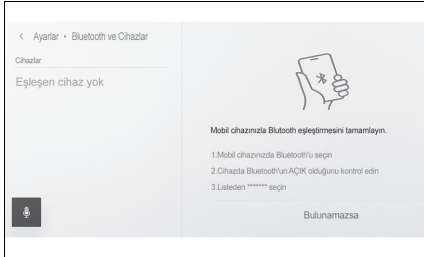 Ayarlar • Bluetooth ve Cihazlar
Cihazlar
Eşleşen cihaz yok
Mobil cihazınızla Blutooth eşleştirmesini tamamlayın.
1.Mobil cihazınızda Bluetooth'u seçin
2.Cihazda Bluetooth'un AÇIK olduğunu kontrol edin
3.Listeden ******* seçin
Bulunamazsa